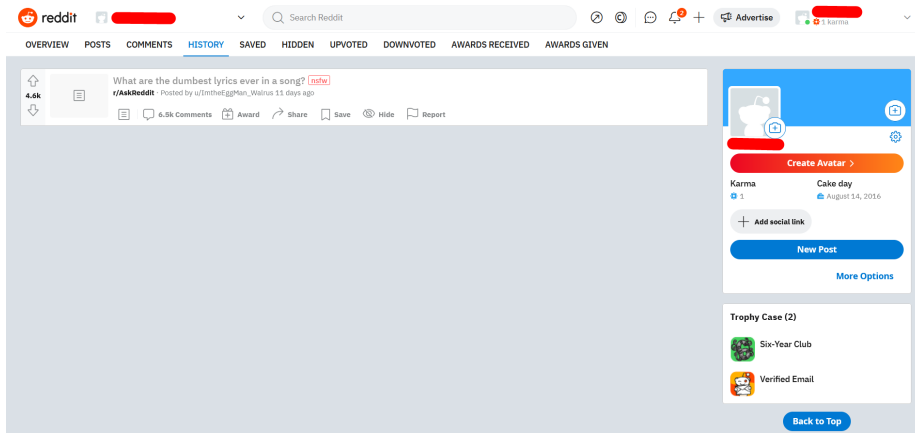 reddit
Search Reddit
2
Advertise
1 karma
OVERVIEW POSTS COMMENTS HISTORY SAVED HIDDEN UPVOTED DOWNVOTED AWARDS RECEIVED AWARDS GIVEN
What are the dumbest lyrics ever in a song? nsfw
4.6k
r/AskReddit · Posted by u/ImtheEggMan_Walrus 11 days ago
6.5k Comments Award Share Save Hide Report
Create Avatar
Karma Cake day
1 August 14, 2016
Add social link
New Post
More Options
Trophy Case (2)
Six-Year Club
Verified Email
Back to Top